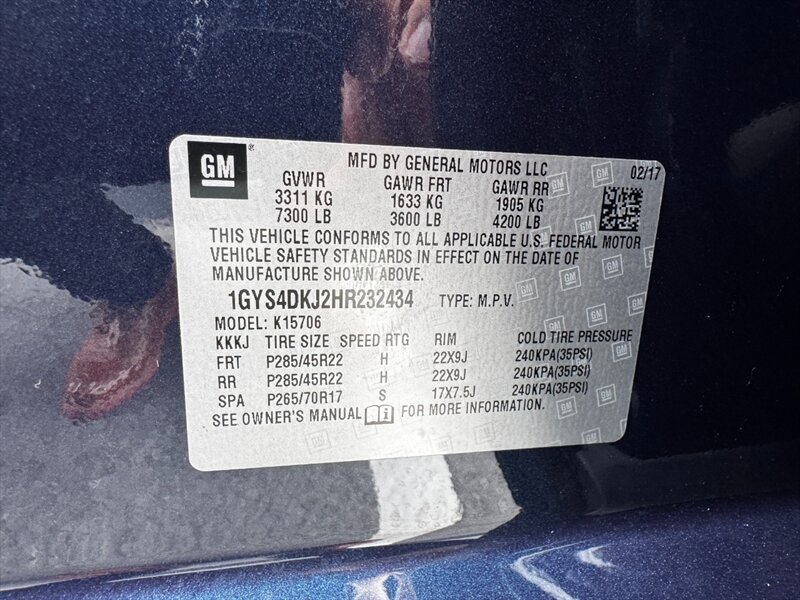 GM
MFD BY GENERAL MOTORS LLC 02/17
GVWR GAWR FRT GAWR RR
3311 KG 1633 KG 1905 KG
7300 LB 3600 LB 4200 LB
THIS VEHICLE CONFORMS TO ALL APPLICABLE U.S. FEDERAL MOTOR
VEHICLE SAFETY STANDARDS IN EFFECT ON THE DATE OF
MANUFACTURE SHOWN ABOVE.
1GYS4DKJ2HR232434 TYPE: M.P.V.
MODEL: K15706
KKKJ TIRE SIZE SPEED RTG RIM COLD TIRE PRESSURE
FRT P285/45R22 H 22X9J 240KPA(35PSI)
RR P285/45R22 H 22X9J 240KPA(35PSI)
SPA P265/70R17 S 17X7.5J 240KPA(35PSI)
SEE OWNER'S MANUAL FOR MORE INFORMATION.